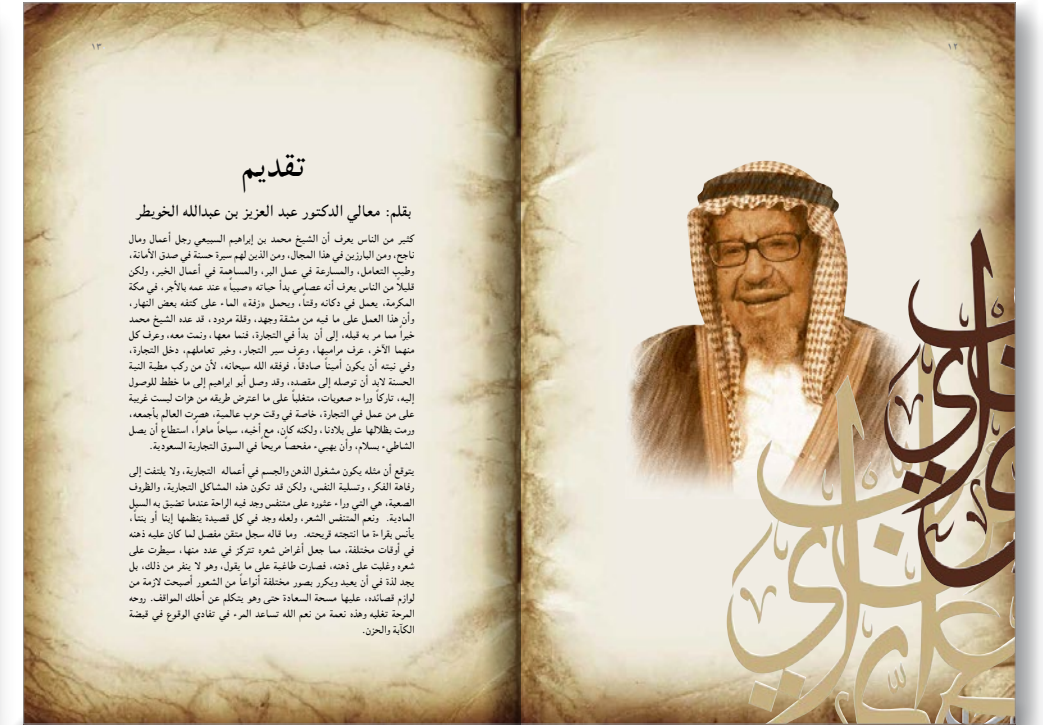 ١٢
١٣
تقديم
بقلم: معالي الدكتور عبد العزيز بن عبدالله الخويطر
كثير من الناس يعرف أن الشيخ محمد بن إبراهيم السبيعي رجل أعمال ومال
ناجح، ومن البارزين في هذا المجال، ومن الذين لهم سيرة حسنة في صدق الأمانة،
وطيب التعامل، والمسارعة في عمل البر، والمساهمة في أعمال الخير، ولكن
قليلاً من الناس يعرف أنه عصامي بدأ حياته «صبياً» عند عمه بالأجر، في مكة
المكرمة، يعمل في دكانه وقتاً، ويحمل «زفة» الماء على كتفه بعض النهار،
وأن هذا العمل على ما فيه من مشقة وجهد، وقلة مردود، قد عده الشيخ محمد
خيراً مما مر به قبله، إلى أن بدأ في التجارة، فنما معها، ونمت معه، وعرف كل
منهما الآخر، عرف مراميها، وعرف سير التجار، وخبر تعاملهم، دخل التجارة،
وفي نيته أن يكون أميناً صادقاً، فوفقه الله سبحانه، لأن من ركب مطية النية
الحسنة لابد أن توصله إلى مقصده، وقد وصل أبو ابراهيم إلى ما خطط للوصول
إليه، تاركاً وراءه صعوبات، متغلباً على ما اعترض طريقه من هزات ليست غريبة
على من عمل في التجارة، خاصة في وقت حرب عالمية، هصرت العالم بأجمعه،
ورمت بظلالها على بلادنا، ولكنه كان، مع أخيه، سباحاً ماهراً، استطاع أن يصل
الشاطيء بسلام، وأن يهييء مفحصاً مريحاً في السوق التجارية السعودية.
يتوقع أن مثله يكون مشغول الذهن والجسم في أعماله التجارية، ولا يلتفت إلى
رفاهة الفكر، وتسلية النفس، ولكن قد تكون هذه المشاكل التجارية، والظروف
الصعبة، هي التي وراء عثوره على متنفس وجد فيه الراحة عندما تضيق به السبل
المادية. ونعم المتنفس الشعر، ولعله وجد في كل قصيدة ينظمها إبنا أو بنتاً،
يأنس بقراءة ما انتجته قريحته. وما قاله سجل متقن مفصل لما كان عليه ذهنه
في أوقات مختلفة، مما جعل أغراض شعره تتركز في عدد منها، سيطرت على
شعره وغلبت على ذهنه، فصارت طاغية على ما يقول، وهو لا ينفر من ذلك، بل
يجد لذة في أن يعيد ويكرر بصور مختلفة أنواعاً من الشعور أصبحت لازمة من
لوازم قصائده، عليها مسحة السعادة حتى وهو يتكلم عن أحلك المواقف. روحه
المرحة تغلبه وهذه نعمة من نعم الله تساعد المرء في تفادي الوقوع في قبضة
الكآبة والحزن.